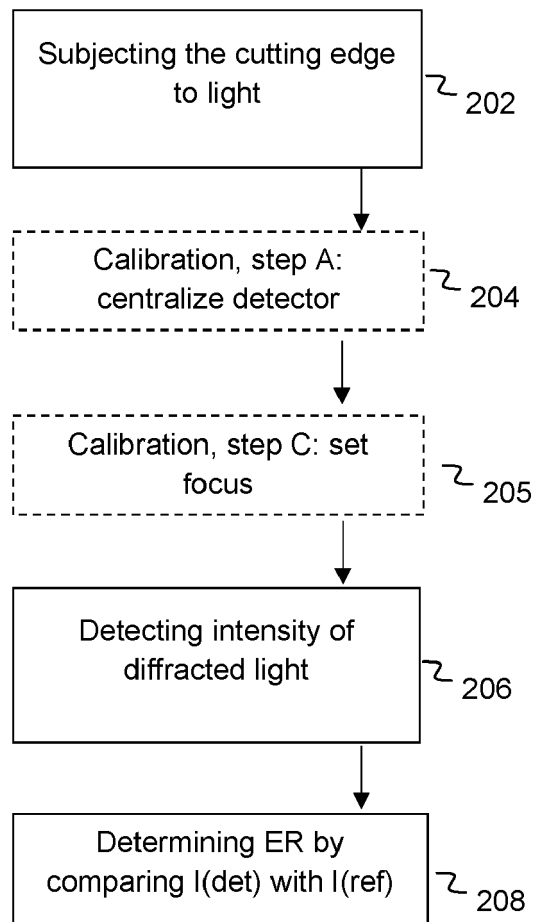 Subjecting the cutting edge
to light
202
Calibration, step A:
centralize detector
204
Calibration, step C: set
focus
205
Detecting intensity of
diffracted light
206
Determining ER by
comparing I(det) with I(ref)
208